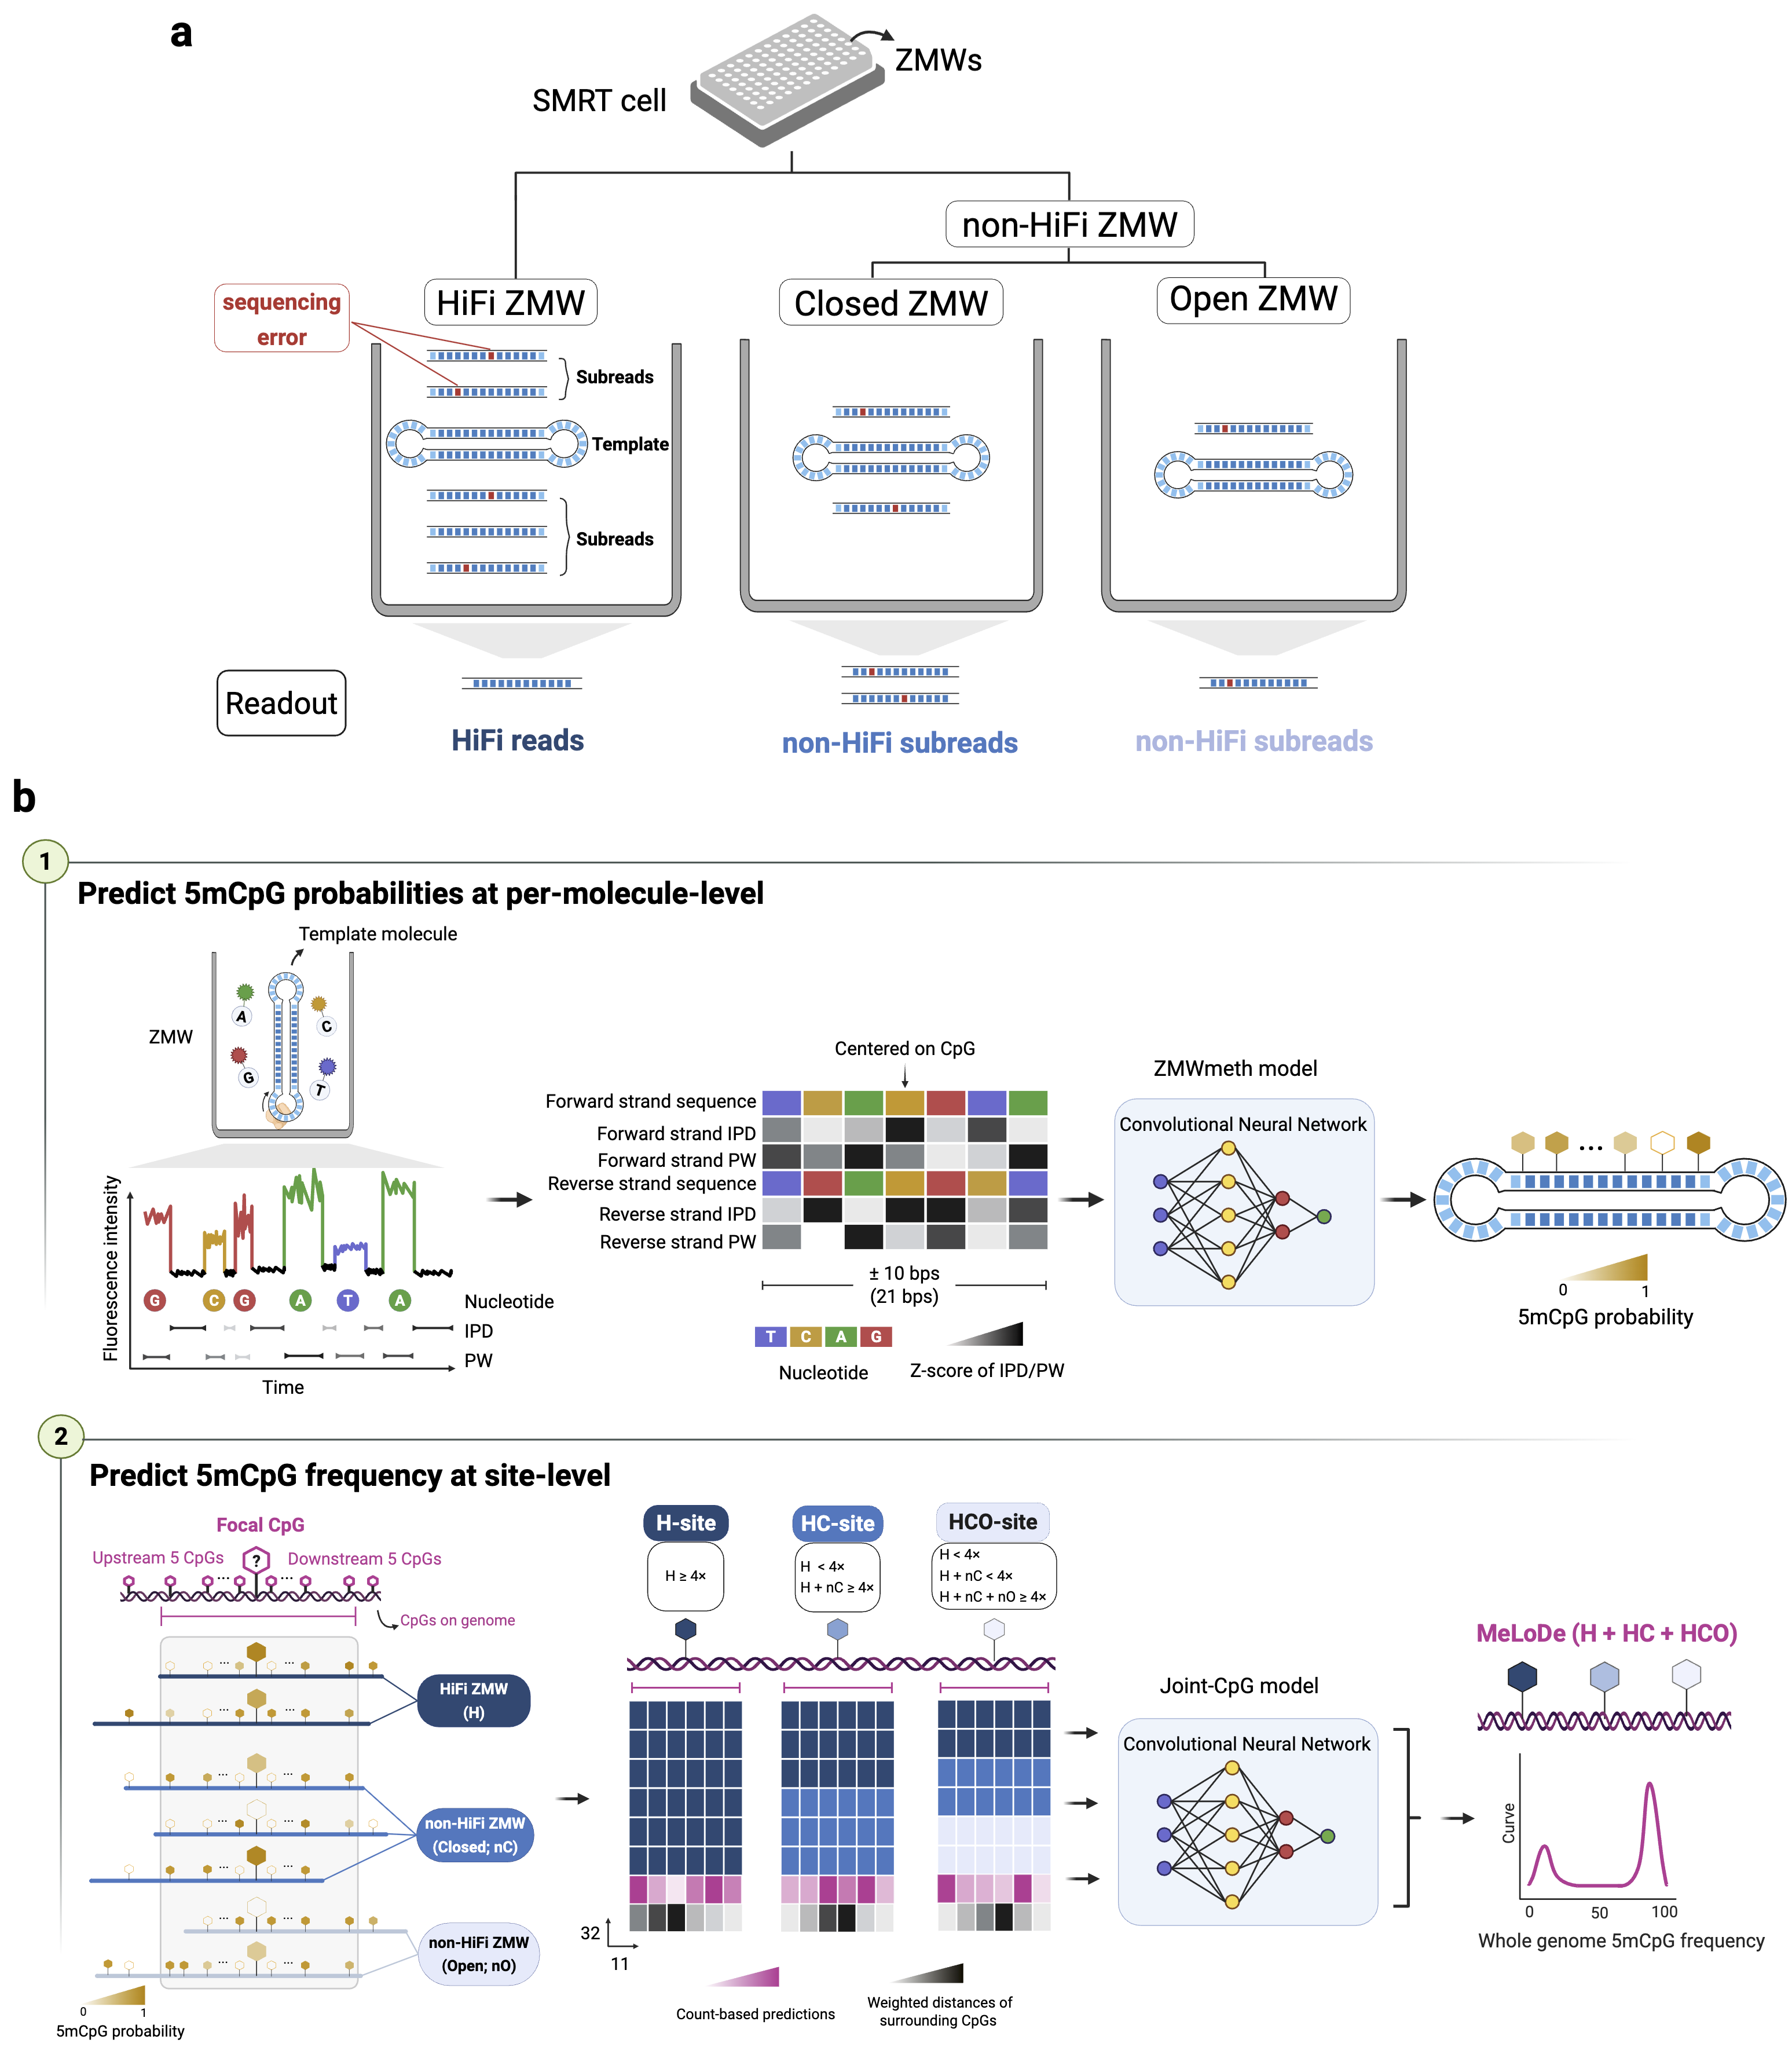 a
ZMWs
SMRT cell
non-HiFi ZMW
sequencing
error
HiFi ZMW
Closed ZMW
Open ZMW
Subreads
Template
Subreads
Readout
HiFi reads
non-HiFi subreads
non-HiFi subreads
b
1
Predict 5mCpG probabilities at per-molecule-level
Template molecule
ZMW
A
C
G
T
Fluorescence intensity
G C G A T A
Nucleotide
IPD
PW
Time
Centered on CpG
Forward strand sequence
Forward strand IPD
Forward strand PW
Reverse strand sequence
Reverse strand IPD
Reverse strand PW
± 10 bps
(21 bps)
T C A G
Nucleotide
Z-score of IPD/PW
ZMWmeth model
Convolutional Neural Network
...
0 1
5mCpG probability
2
Predict 5mCpG frequency at site-level
Focal CpG
Upstream 5 CpGs
?
Downstream 5 CpGs
... ...
CpGs on genome
... ...
HiFi ZMW
(H)
... ...
... ...
... ...
non-HiFi ZMW
(Closed; nC)
... ...
... ...
non-HiFi ZMW
(Open; nO)
... ...
0 1
5mCpG probability
H-site
HC-site
HCO-site
H ≥ 4×
H < 4×
H + nC ≥ 4×
H < 4×
H + nC < 4×
H + nC + nO ≥ 4×
32
11
Count-based predictions
Weighted distances of
surrounding CpGs
Joint-CpG model
Convolutional Neural Network
MeLoDe (H + HC + HCO)
Curve
0 50 100
Whole genome 5mCpG frequency